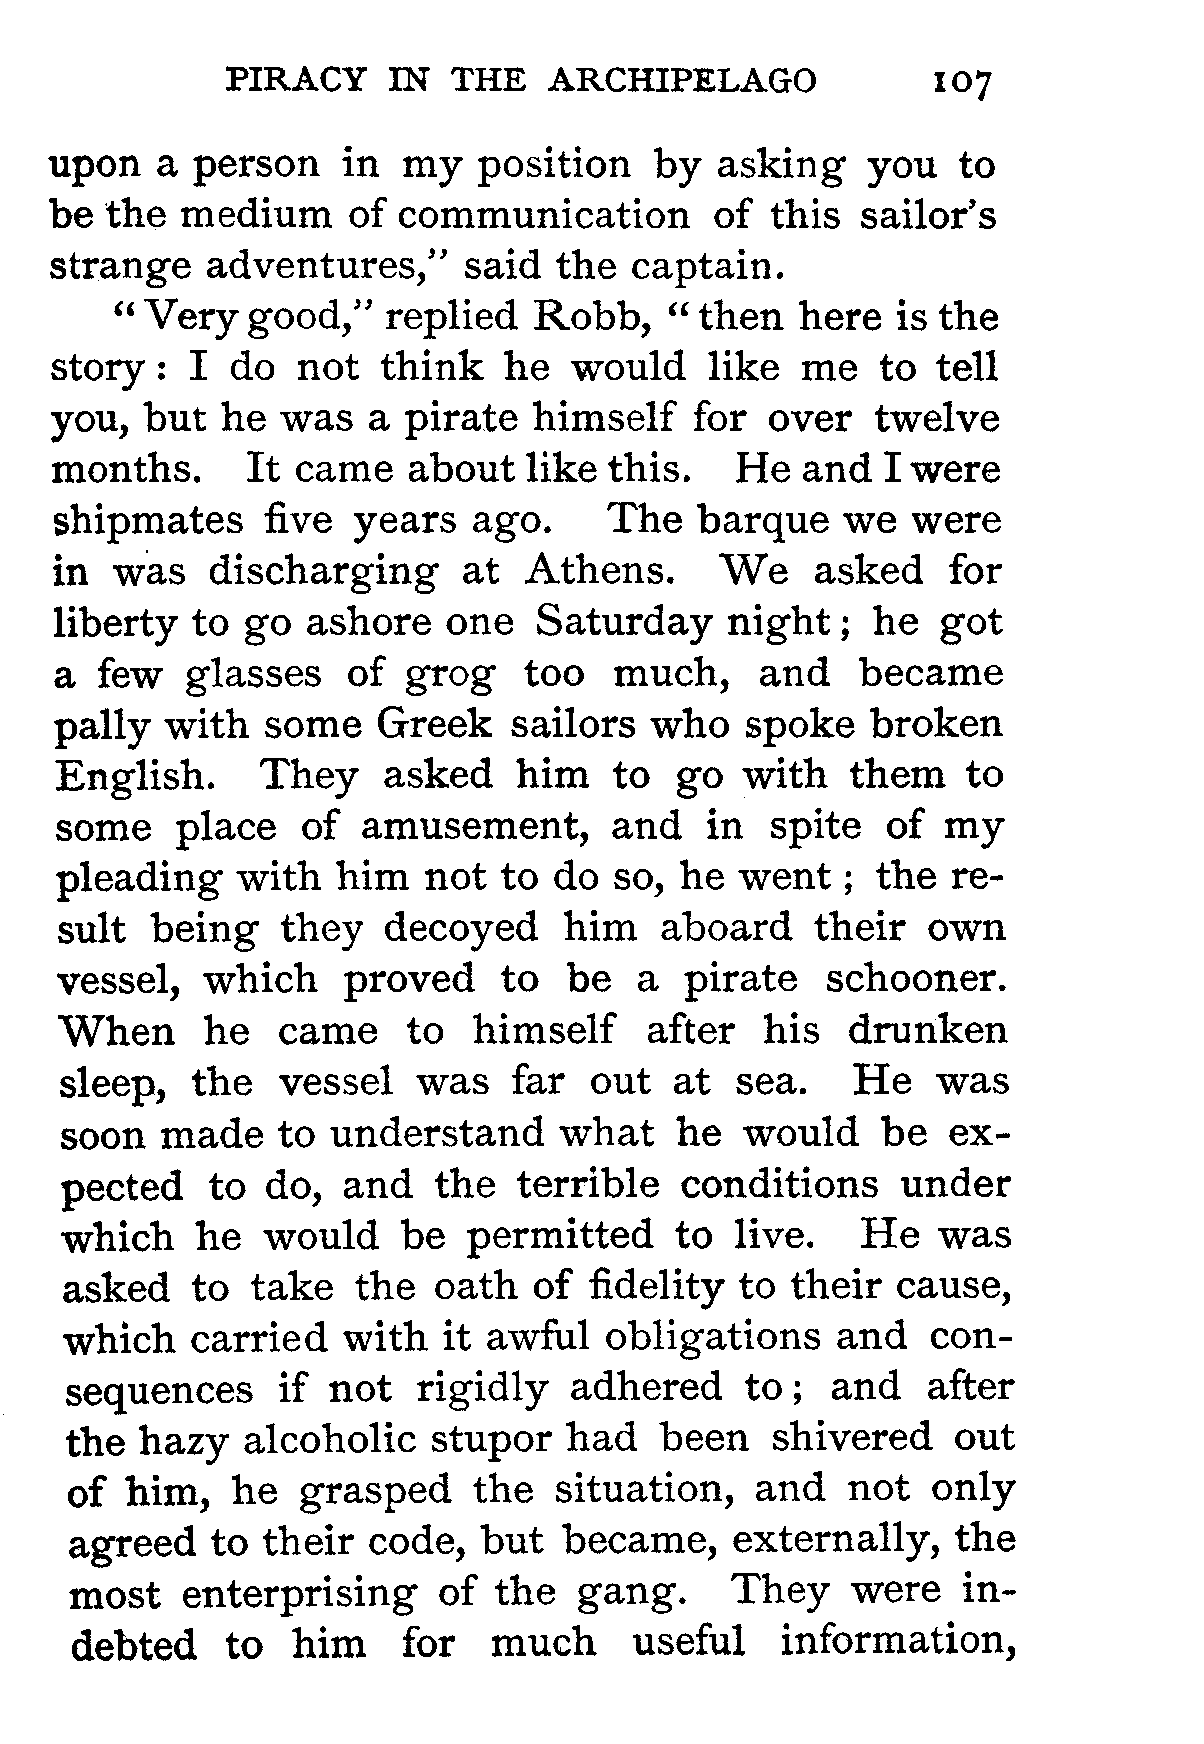 PIRACY IN THE ARCHIPELAGO 107
upon a person in my position by asking you to
be the medium of communication of this sailor's
strange adventures," said the captain.
"Very good," replied Robb, "then here is the
story: I do not think he would like me to tell
you, but he was a pirate himself for over twelve
months. It came about like this. He and I were
shipmates five years ago. The barque we were
in was discharging at Athens. We asked for
liberty to go ashore one Saturday night; he got
a few glasses of grog too much, and became
pally with some Greek sailors who spoke broken
English. They asked him to go with them to
some place of amusement, and in spite of my
pleading with him not to do so, he went; the re-
sult being they decoyed him aboard their own
vessel, which proved to be a pirate schooner.
When he came to himself after his drunken
sleep, the vessel was far out at sea. He was
soon made to understand what he would be ex-
pected to do, and the terrible conditions under
which he would be permitted to live. He was
asked to take the oath of fidelity to their cause,
which carried with it awful obligations and con-
sequences if not rigidly adhered to; and after
the hazy alcoholic stupor had been shivered out
of him, he grasped the situation, and not only
agreed to their code, but became, externally, the
most enterprising of the gang. They were in-
debted to him for much useful information,